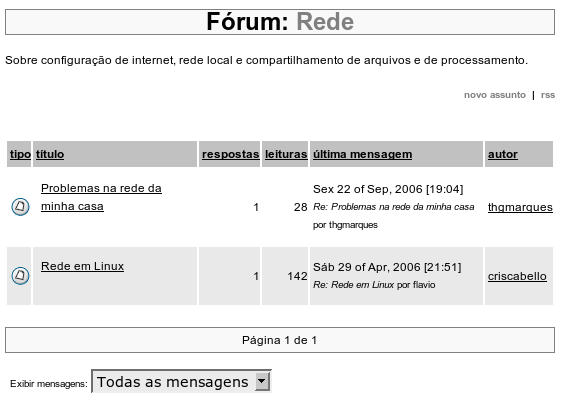 Fórum: Rede
Sobre configuração de internet, rede local e compartilhamento de arquivos e de processamento.
novo assunto | rss
tipo título respostas leituras última mensagem autor
Problemas na rede da
minha casa
1 28 Sex 22 of Sep, 2006 [19:04]
Re: Problemas na rede da minha casa
por thgmarques
thgmarques
Rede em Linux
1 142 Sáb 29 of Apr, 2006 [21:51]
Re: Rede em Linux por flavio
criscabello
Página 1 de 1
Exibir mensagens: Todas as mensagens